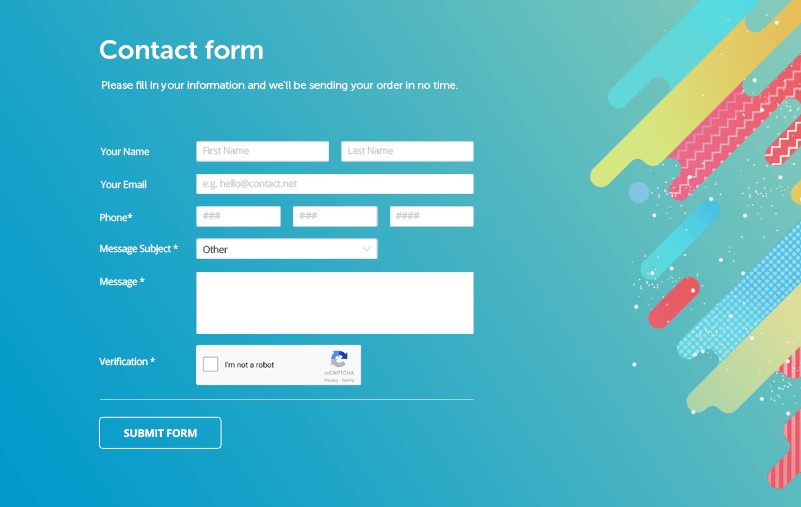 Contact form
Please fill in your information and we'll be sending your order in no time.
Your Name First Name Last Name
Your Email e.g. hello@contact.net
Phone* ### ### ####
Message Subject * Other
Message *
Verification * I'm not a robot
reCAPTCHA
Privacy - Terms
SUBMIT FORM